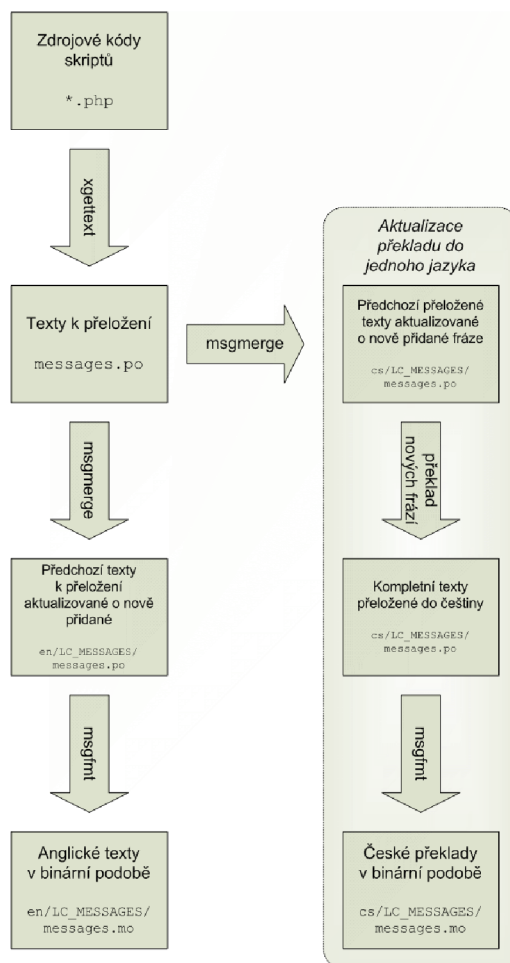 Zdrojové kódy
skriptů
*.php
xgettext
Texty k přeložení
messages.po
msgmerge
Předchozí texty
k přeložení
aktualizované o nově
přidané
en/LC_MESSAGES/
messages.po
msgfmt
Anglické texty
v binární podobě
en/LC_MESSAGES/
messages.mo
msgmerge
Aktualizace
překladu do
jednoho jazyka
Předchozí přeložené
texty aktualizované
o nově přidané fráze
cs/LC_MESSAGES/
messages.po
překlad
nových frází
Kompletní texty
přeložené do češtiny
cs/LC_MESSAGES/
messages.po
msgfmt
České překlady
v binární podobě
cs/LC_MESSAGES/
messages.mo